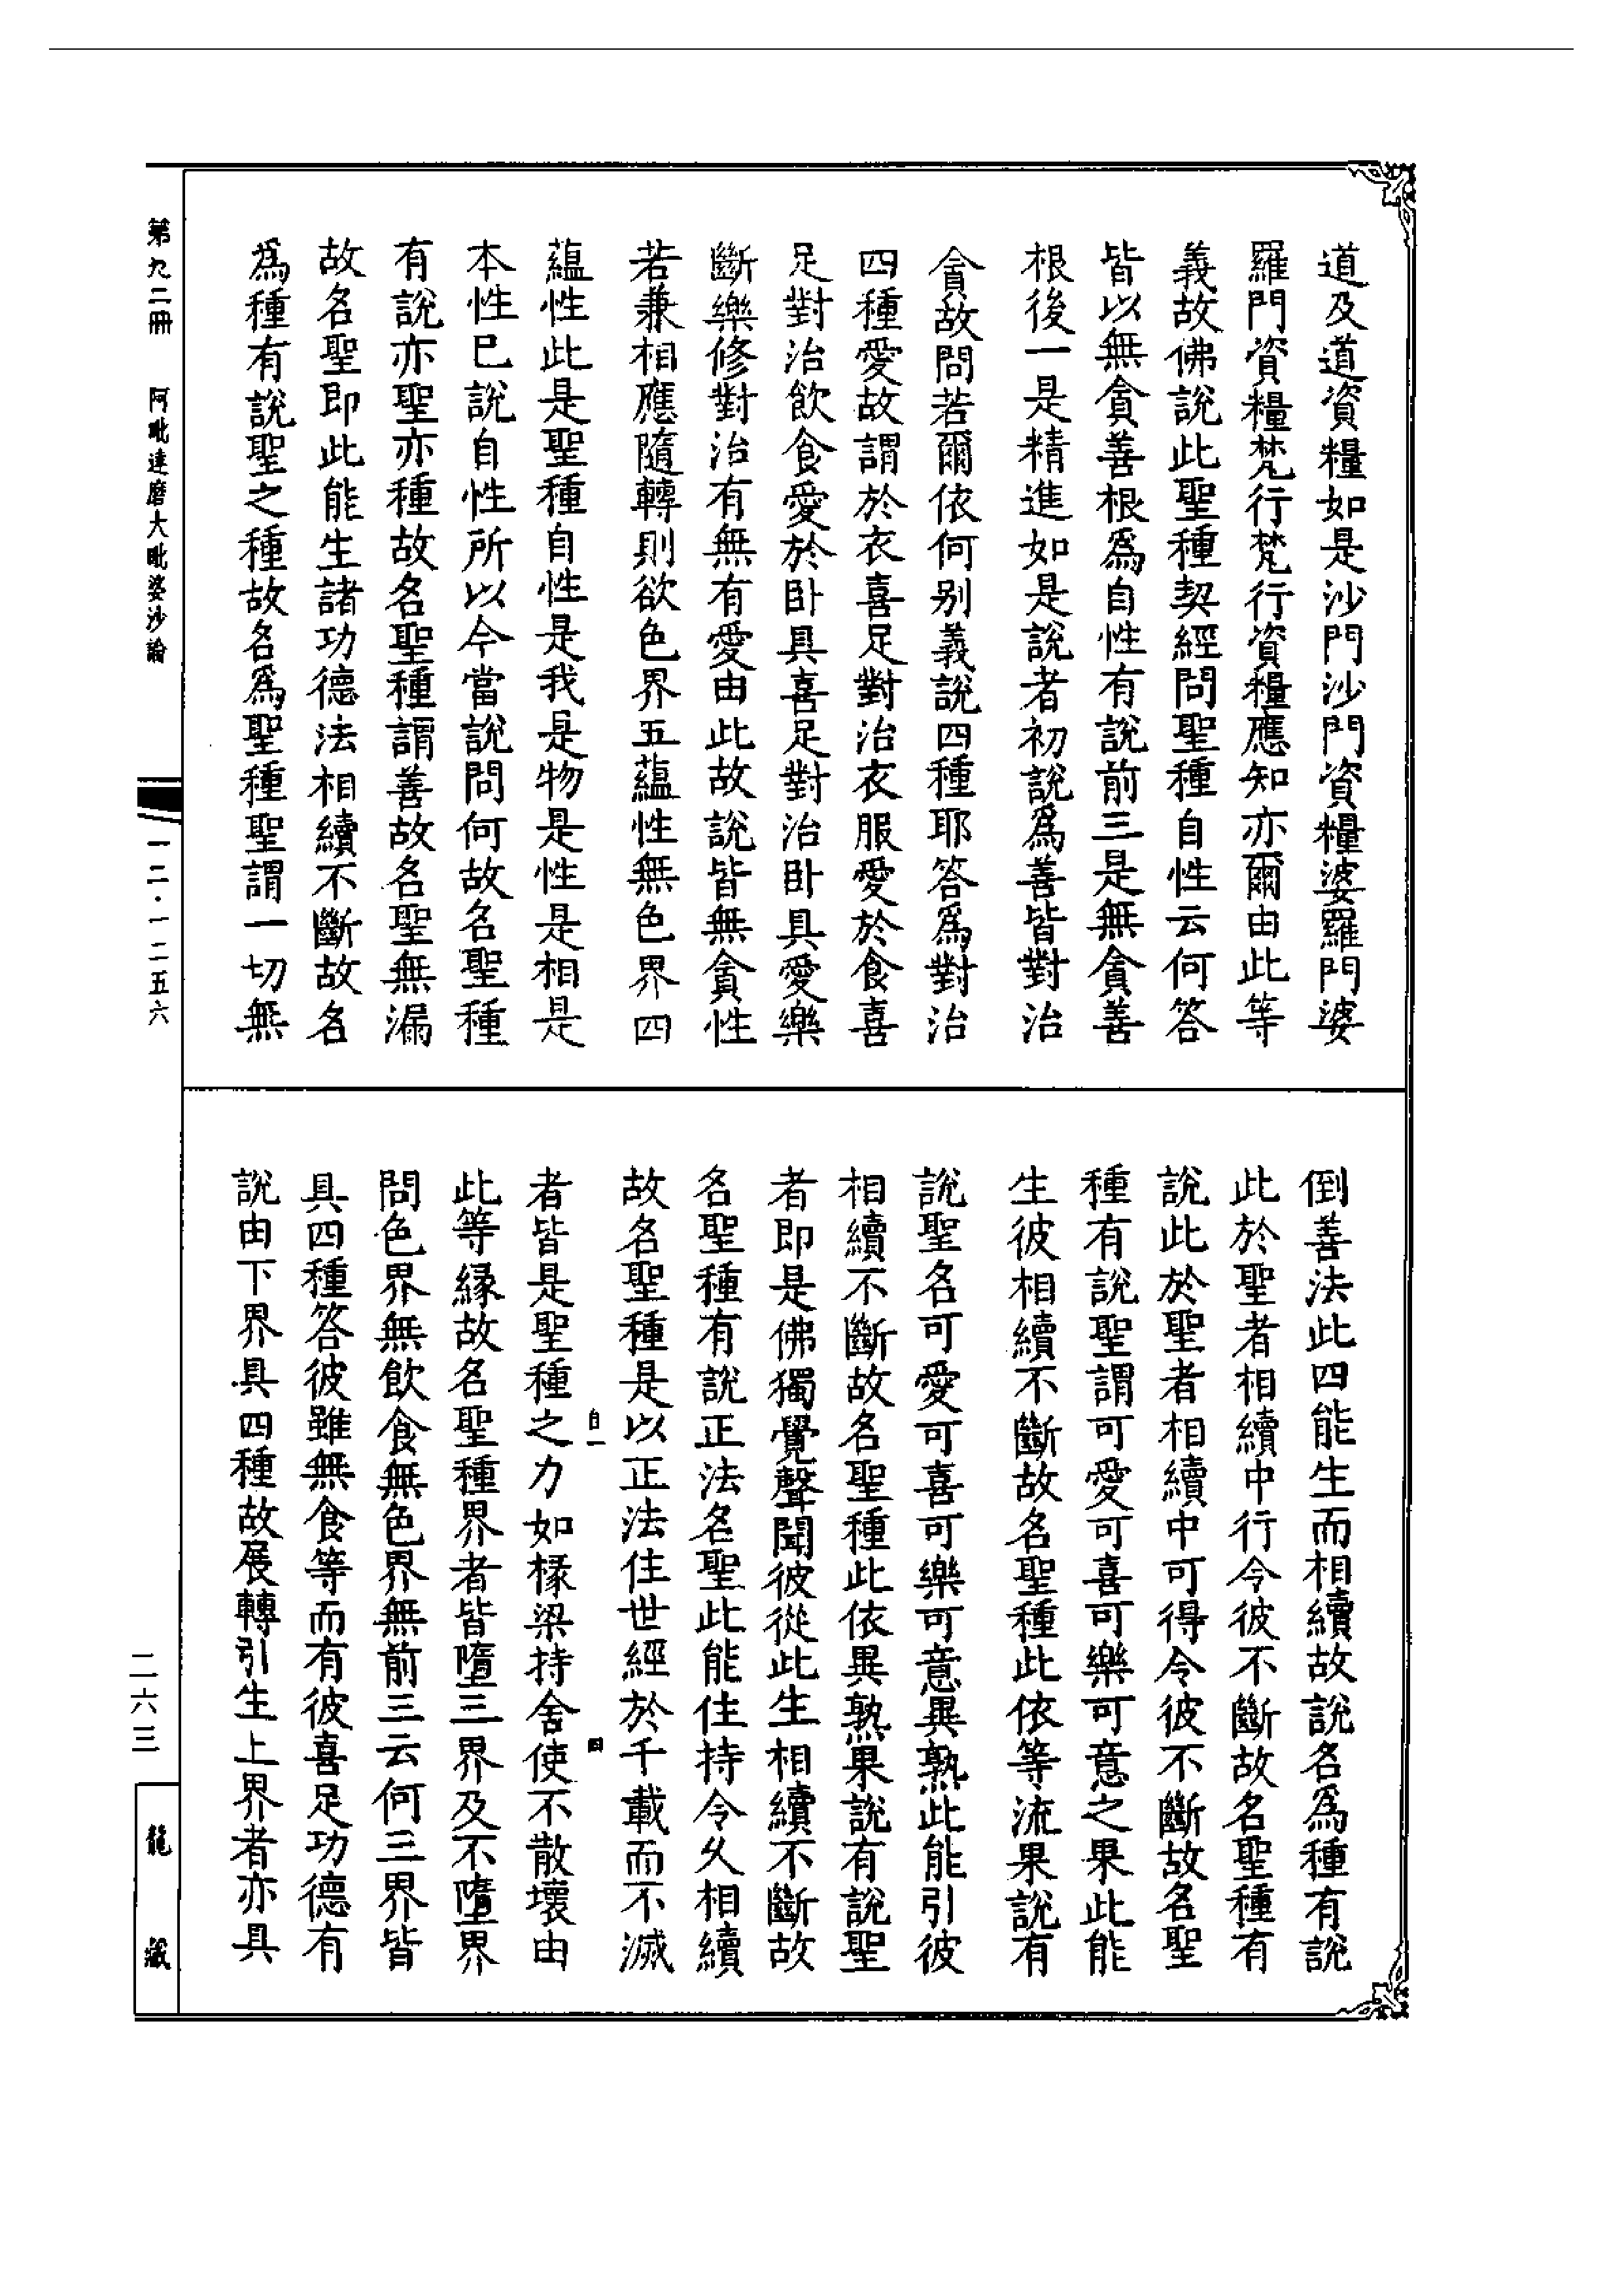 道及道資糧如是沙門沙門資糧婆羅門婆
羅門資糧梵行梵行資糧應知亦爾由此等
義故佛說此聖種契經問聖種自性云何答
皆以無貪善根爲自性有說前三是無貪善
根後一是精進如是說者初說爲善皆對治
貪故問若爾依何别義說四種耶答爲對治
四種愛故謂於衣喜足對治衣服愛於食喜
足對治飲食愛於卧具喜足對治卧具愛樂
斷樂修對治有無有愛由此故說皆無貪性
若兼相應隨轉則欲色界五蘊性無色界四
蘊性此是聖種自性是我是物是性是相是
本性巳說自性所以今當說問何故名聖種
有說亦聖亦種故名聖種謂善故名聖無漏
故名聖即此能生諸功德法相續不斷故名
爲種有說聖之種故名爲聖種聖謂一切無
倒善法此四能生而相續故說名爲種有說
此於聖者相續中行令彼不斷故名聖種有
說此於聖者相續中可得令彼不斷故名聖
種有說聖謂可愛可喜可樂可意之果此能
生彼相續不斷故名聖種此依等流果說有
說聖名可愛可喜可樂可意異熟此能引彼
相續不斷故名聖種此依異熟果說有說聖
者即是佛獨覺聲聞彼從此生相續不斷故
名聖種有說正法名聖此能住持令久相續
故名聖種是以正法住世經於千載而不滅
自一
者皆是聖種之力如椽梁持舍使不散壞由
此等縁故名聖種界者皆墮三界及不墮界
問色界無飲食無色界無前三云何三界皆
具四種答彼雖無食等而有彼喜足功德有
說由下界具四種故展轉引生上界者亦具
第九二冊 阿毗達磨大毗婆沙論
一二·一二五六
二六三
龍藏